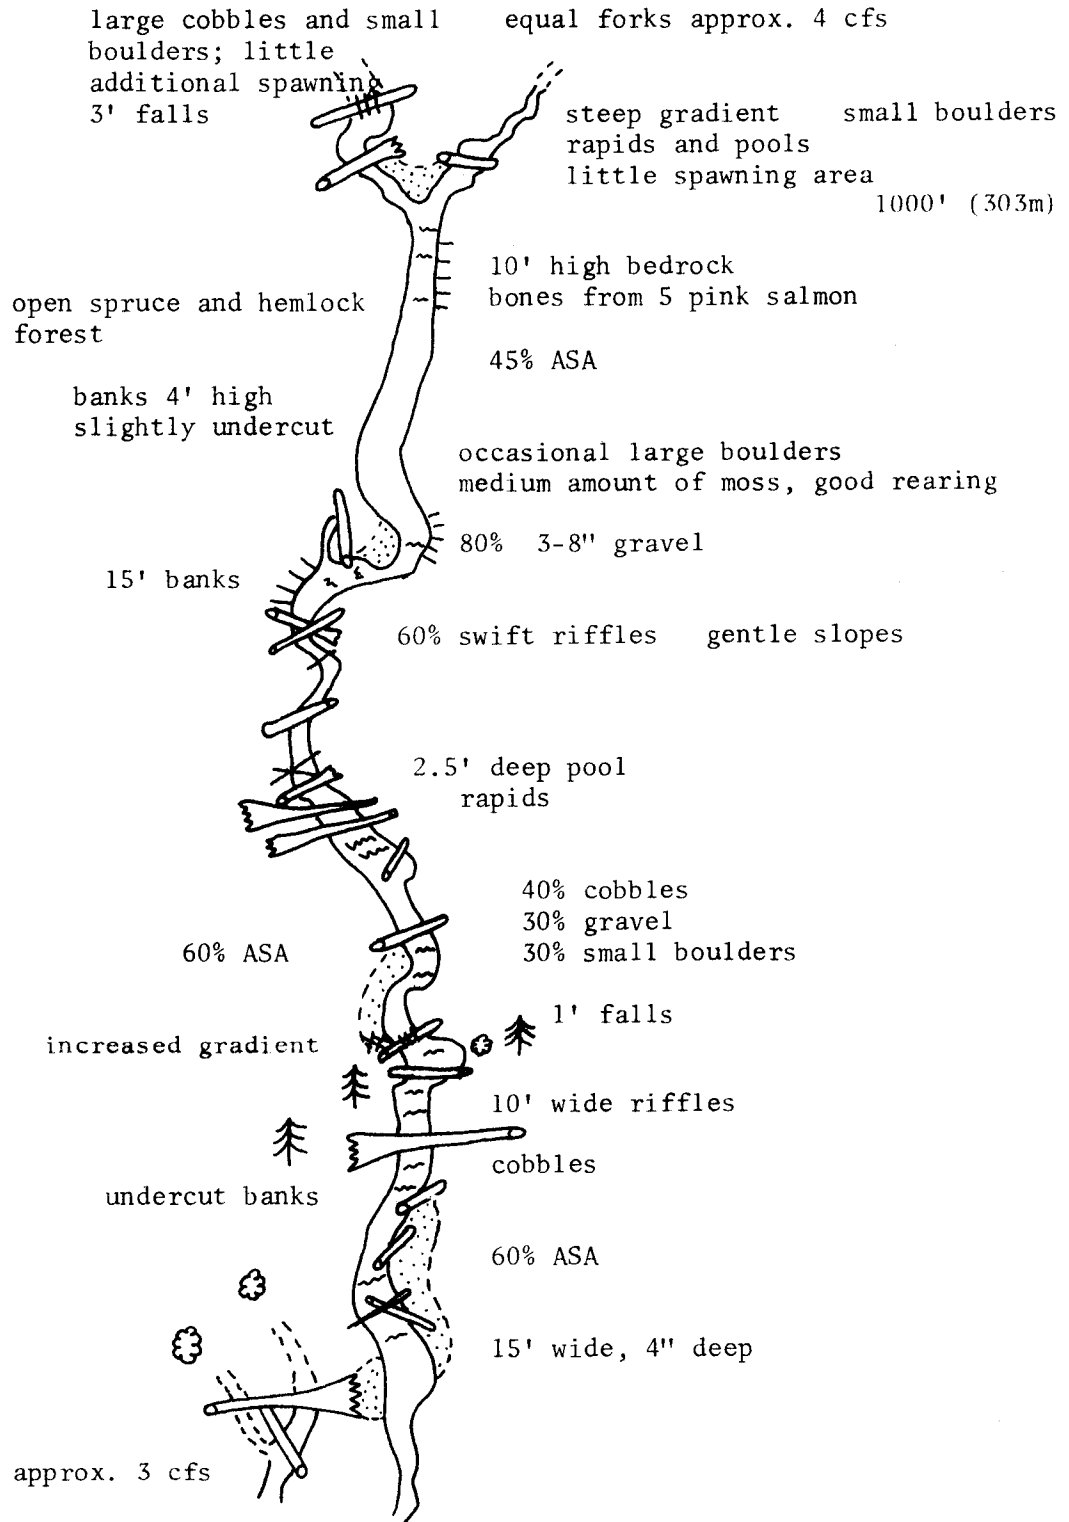 large cobbles and small
boulders; little
additional spawning
3' falls
equal forks approx. 4 cfs
steep gradient small boulders
rapids and pools
little spawning area
1000' (303m)
10' high bedrock
bones from 5 pink salmon
open spruce and hemlock
forest
45% ASA
banks 4' high
slightly undercut
occasional large boulders
medium amount of moss, good rearing
80% 3-8" gravel
15' banks
60% swift riffles gentle slopes
2.5' deep pool
rapids
40% cobbles
30% gravel
30% small boulders
60% ASA
1' falls
increased gradient
10' wide riffles
cobbles
undercut banks
60% ASA
15' wide, 4" deep
approx. 3 cfs